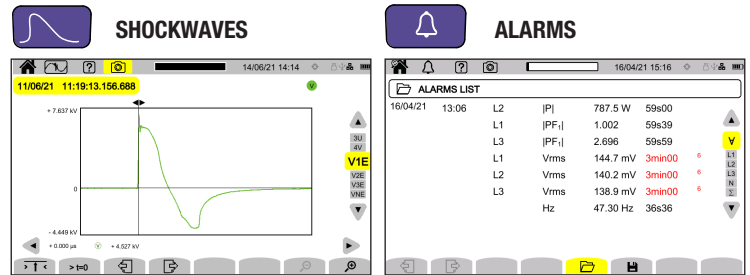 SHOCKWAVES
14/06/21 14:14
11/06/21 11:19:13.156.688
V
+ 7.637 kV
0
- 4.449 kV
3U
4V
V1E
V2E
V3E
VNE
+ 0.000 µs V + 4.527 kV
> t=0
ALARMS
16/04/21 15:16
ALARMS LIST
16/04/21 13:06 L2 |P| 787.5 W 59s00
L1 |PF₁| 1.002 59s39
L3 |PF₁| 2.696 59s59
L1 Vrms 144.7 mV 3min00 6
L2 Vrms 140.2 mV 3min00 6
L3 Vrms 138.9 mV 3min00 6
Hz 47.30 Hz 36s36
∀
L1
L2
L3
N
Σ